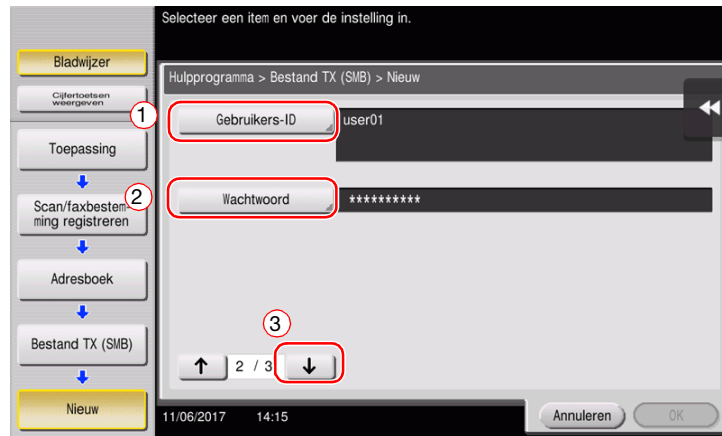 Selecteer een item en voer de instelling in.
Bladwijzer
Cijfertoetsen
weergeven
Toepassing
Scan/faxbestem-
ming registreren
Adresboek
Bestand TX (SMB)
Nieuw
Hulpprogramma > Bestand TX (SMB) > Nieuw
1
Gebruikers-ID
user01
2
Wachtwoord
**********
3
↑ 2 / 3 ↓
11/06/2017 14:15
Annuleren
OK